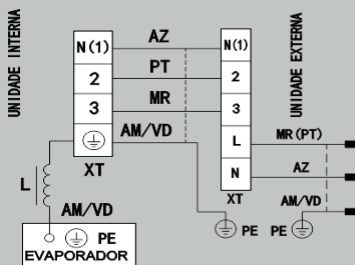 UNIDADE INTERNA
N(1)
2
3
XT
AZ
PT
MR
AM/VD
N(1)
2
3
L
N
XT
UNIDADE EXTERNA
MR(PT)
AZ
AM/VD
PE
PE
L
AM/VD
PE
EVAPORADOR